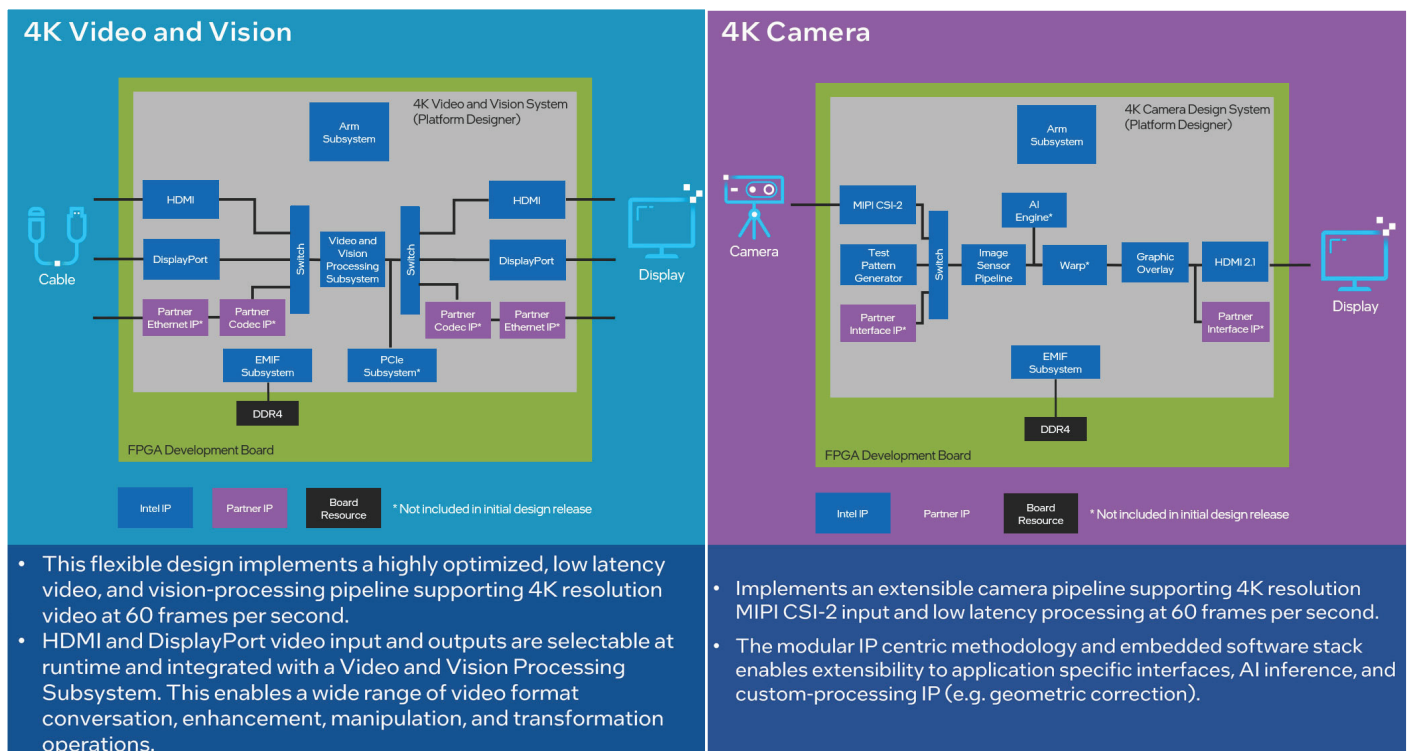 4K Video and Vision
4K Video and Vision System
(Platform Designer)
Arm
Subsystem
HDMI
HDMI
Switch
Video and
Vision
Processing
Subsystem
Switch
DisplayPort
DisplayPort
Cable
Display
Partner
Ethernet IP*
Partner
Codec IP*
Partner
Codec IP*
Partner
Ethernet IP*
EMIF
Subsystem
PCIe
Subsystem*
DDR4
FPGA Development Board
Intel IP
Partner IP
Board
Resource
* Not included in initial design release
• This flexible design implements a highly optimized, low latency
video, and vision-processing pipeline supporting 4K resolution
video at 60 frames per second.
• HDMI and DisplayPort video input and outputs are selectable at
runtime and integrated with a Video and Vision Processing
Subsystem. This enables a wide range of video format
conversation, enhancement, manipulation, and transformation
operations.
4K Camera
4K Camera Design System
(Platform Designer)
Arm
Subsystem
Camera
MIPI CSI-2
AI
Engine*
Test
Pattern
Generator
Switch
Image
Sensor
Pipeline
Warp*
Graphic
Overlay
HDMI 2.1
Display
Partner
Interface IP*
Partner
Interface IP*
EMIF
Subsystem
DDR4
FPGA Development Board
Intel IP
Partner IP
Board
Resource
* Not included in initial design release
• Implements an extensible camera pipeline supporting 4K resolution
MIPI CSI-2 input and low latency processing at 60 frames per second.
• The modular IP centric methodology and embedded software stack
enables extensibility to application specific interfaces, AI inference, and
custom-processing IP (e.g. geometric correction).